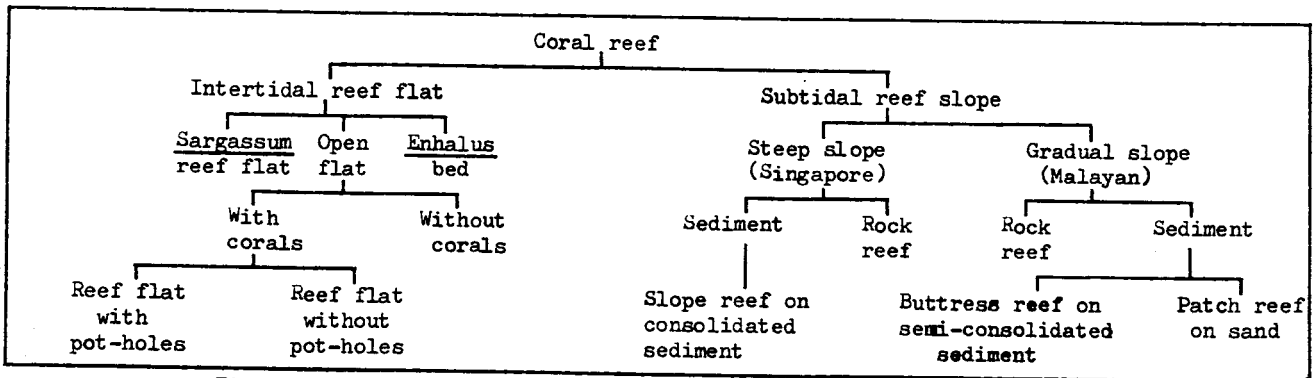 Coral reef
Intertidal reef flat
Subtidal reef slope
Sargassum
reef flat
Open
flat
Enhalus
bed
Steep slope
(Singapore)
Gradual slope
(Malayan)
With
corals
Without
corals
Sediment
Rock
reef
Rock
reef
Sediment
Reef flat
with
pot-holes
Reef flat
without
pot-holes
Slope reef on
consolidated
sediment
Buttress reef on
semi-consolidated
sediment
Patch reef
on sand